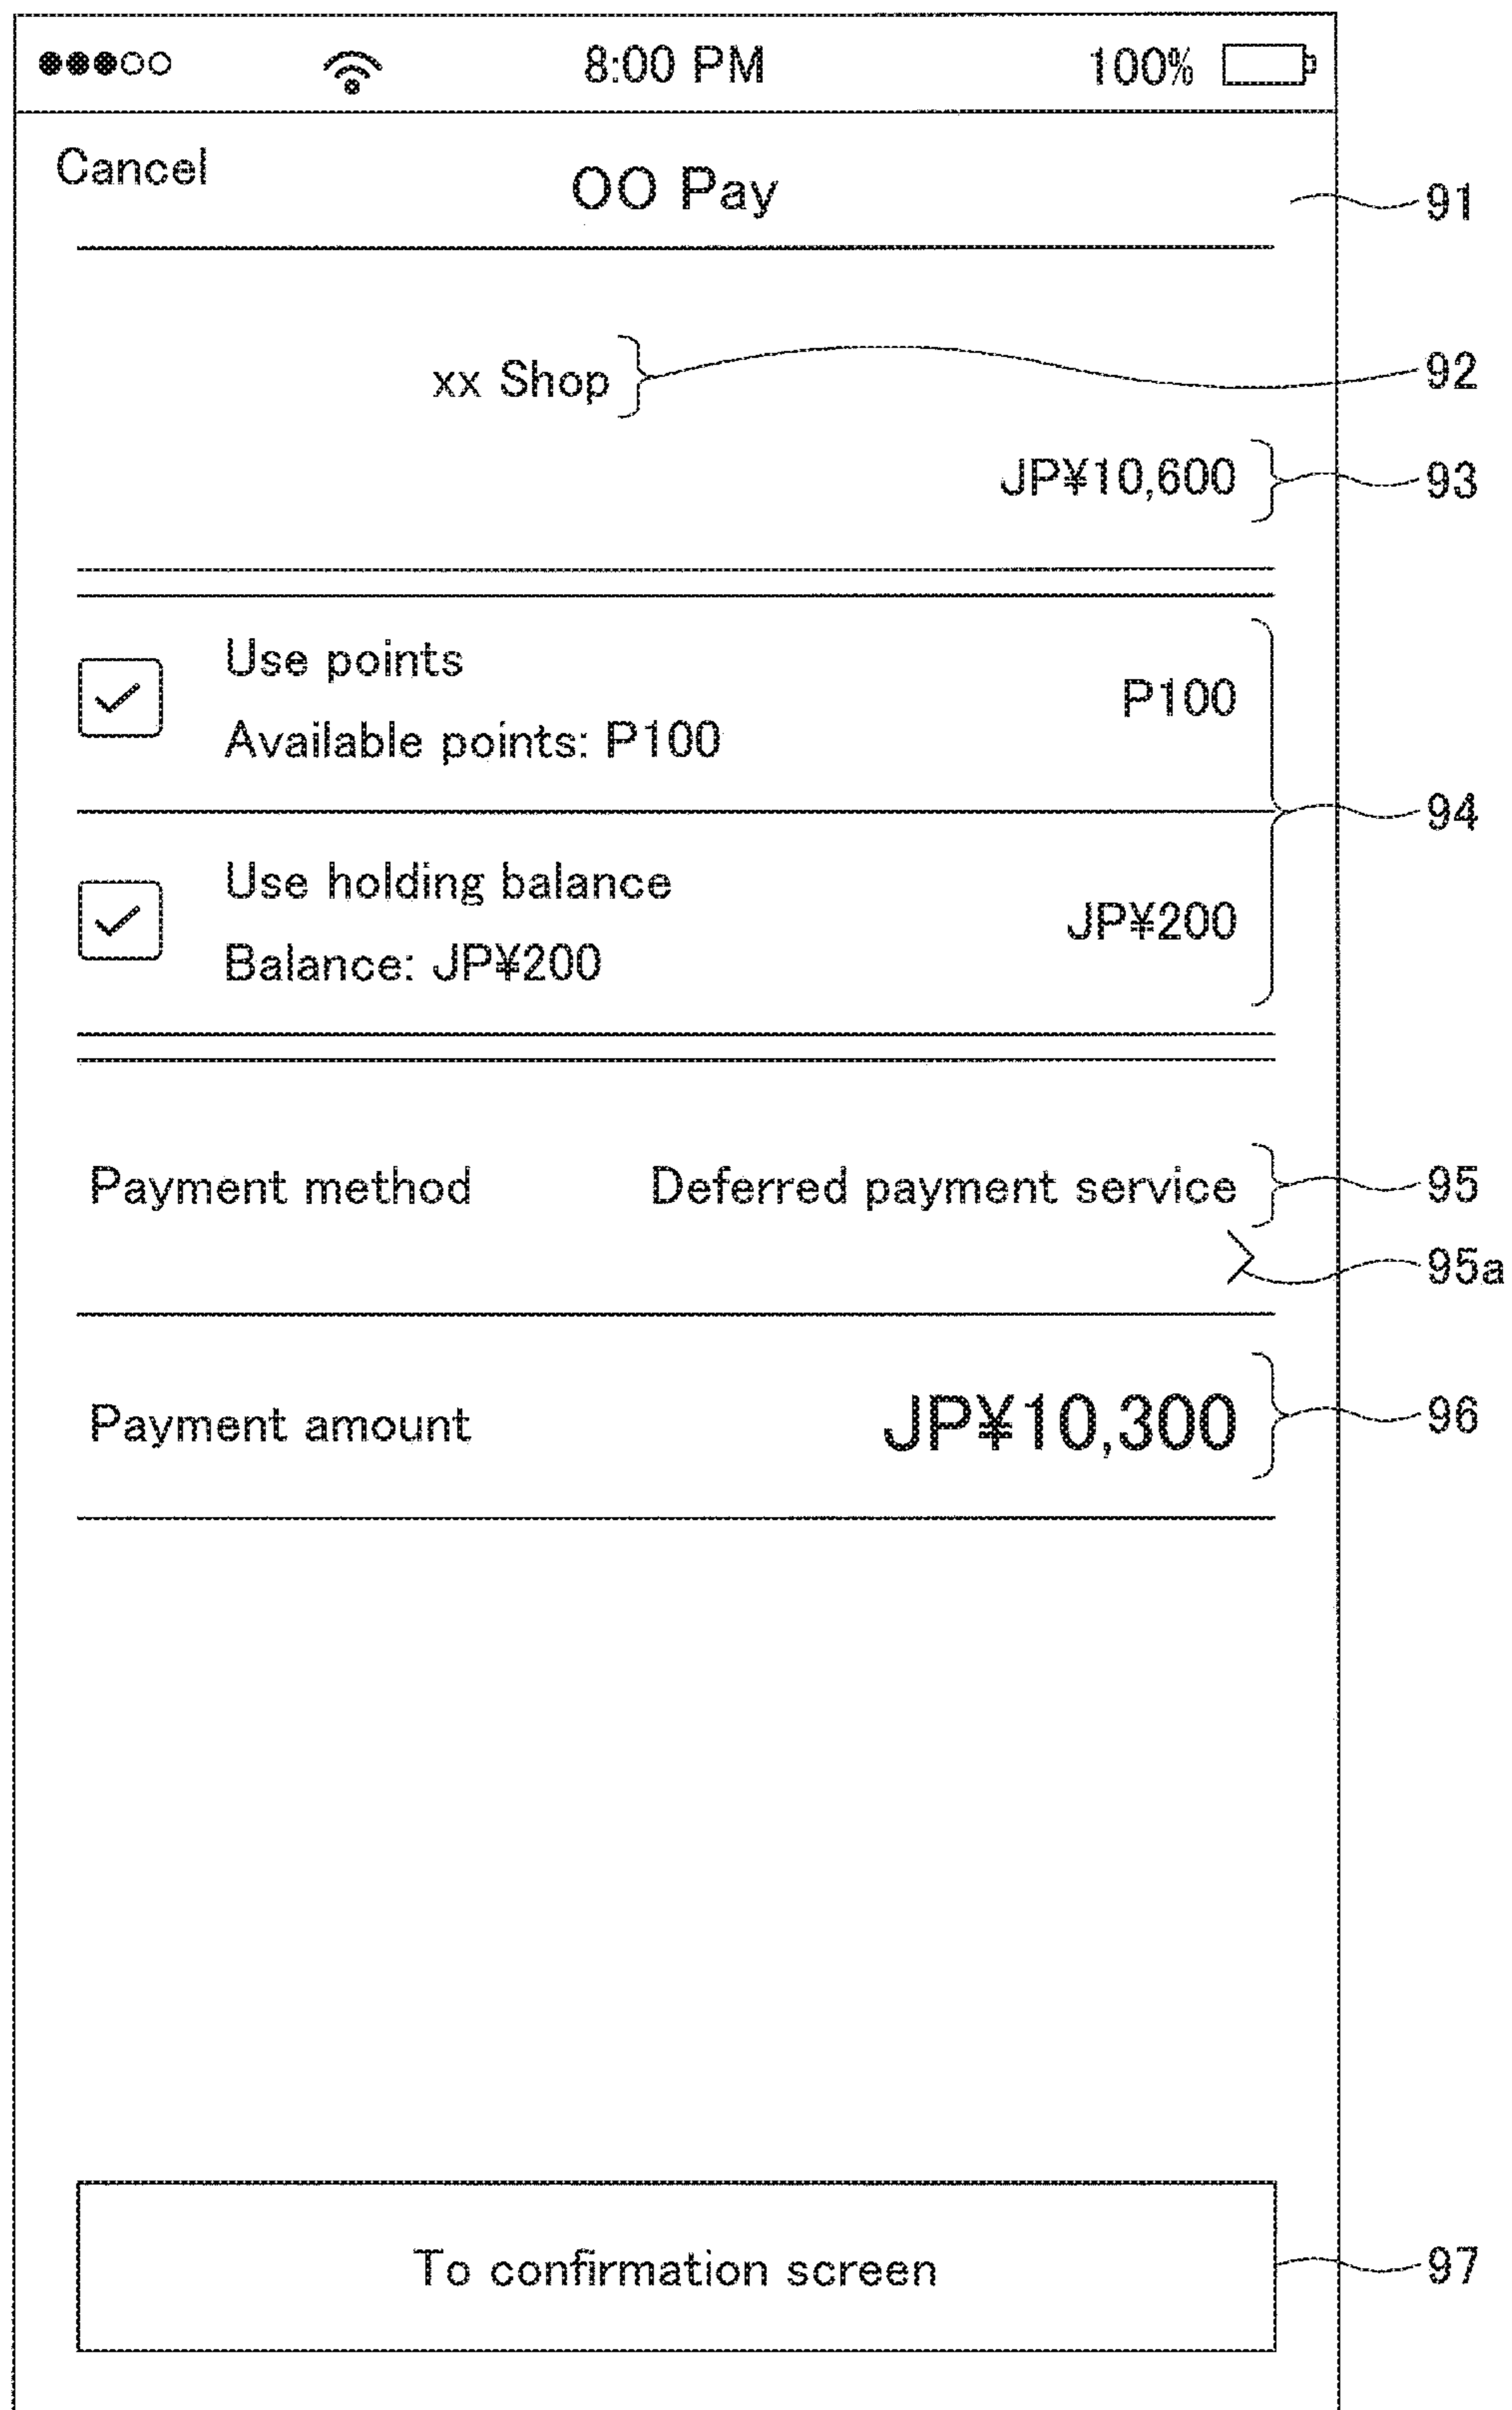 8:00 PM 100%
Cancel
OO Pay 91
xx Shop 92
JP¥10,600 93
Use points
P100
Available points: P100
94
Use holding balance
JP¥200
Balance: JP¥200
Payment method Deferred payment service 95
95a
Payment amount JP¥10,300 96
To confirmation screen 97